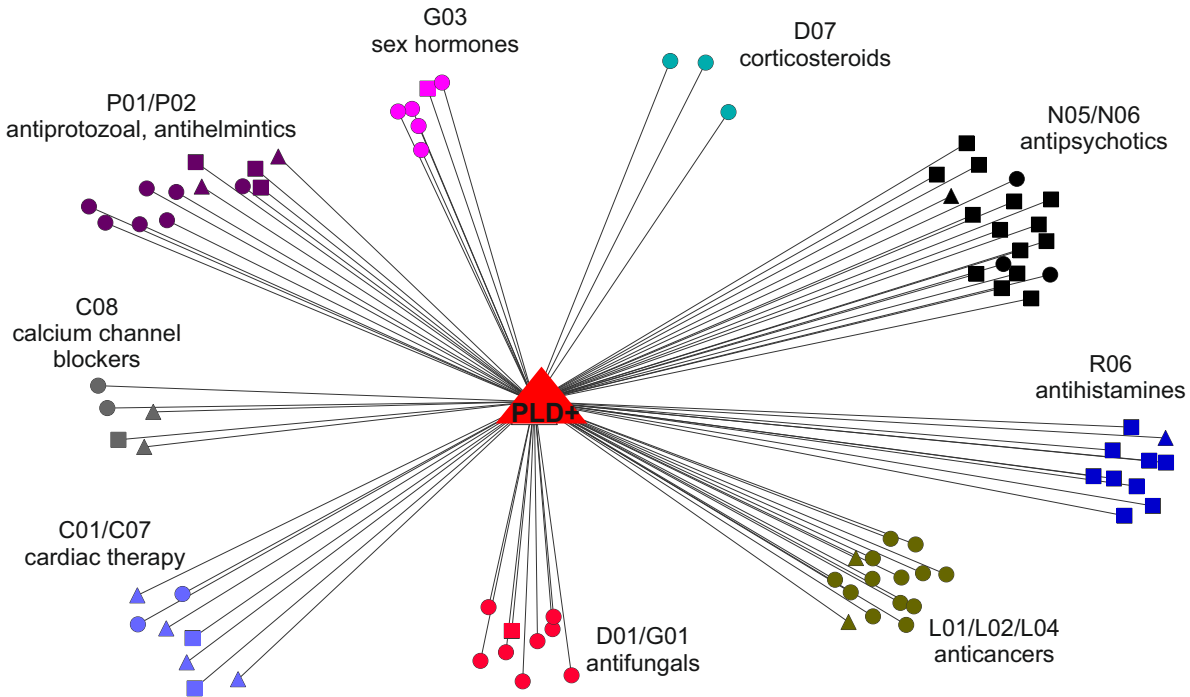 G03
sex hormones
D07
corticosteroids
P01/P02
antiprotozoal, antihelmintics
N05/N06
antipsychotics
C08
calcium channel
blockers
PLD+
R06
antihistamines
C01/C07
cardiac therapy
D01/G01
antifungals
L01/L02/L04
anticancers